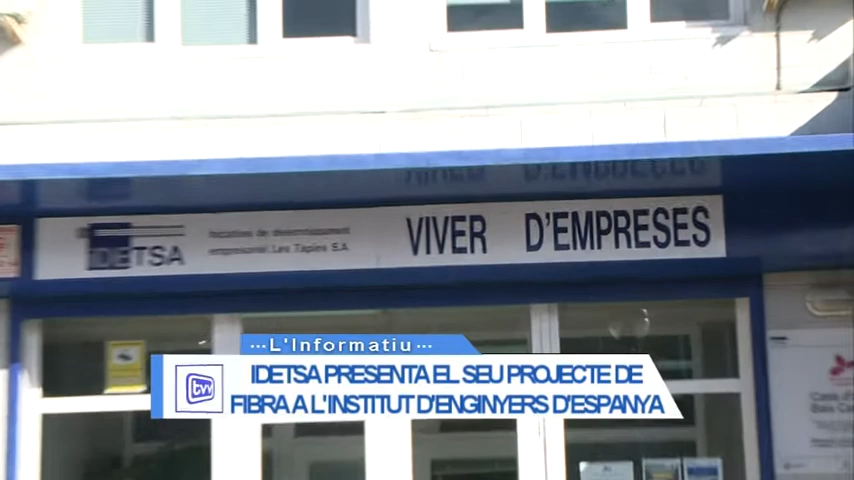 IDETSA
Iniciatives de desenvolupament
empresarial Les Tàpies S.A.
VIVER D'EMPRESES
···L'Informatiu···
tvv
IDETSA PRESENTA EL SEU PROJECTE DE
FIBRA A L'INSTITUT D'ENGINYERS D'ESPANYA